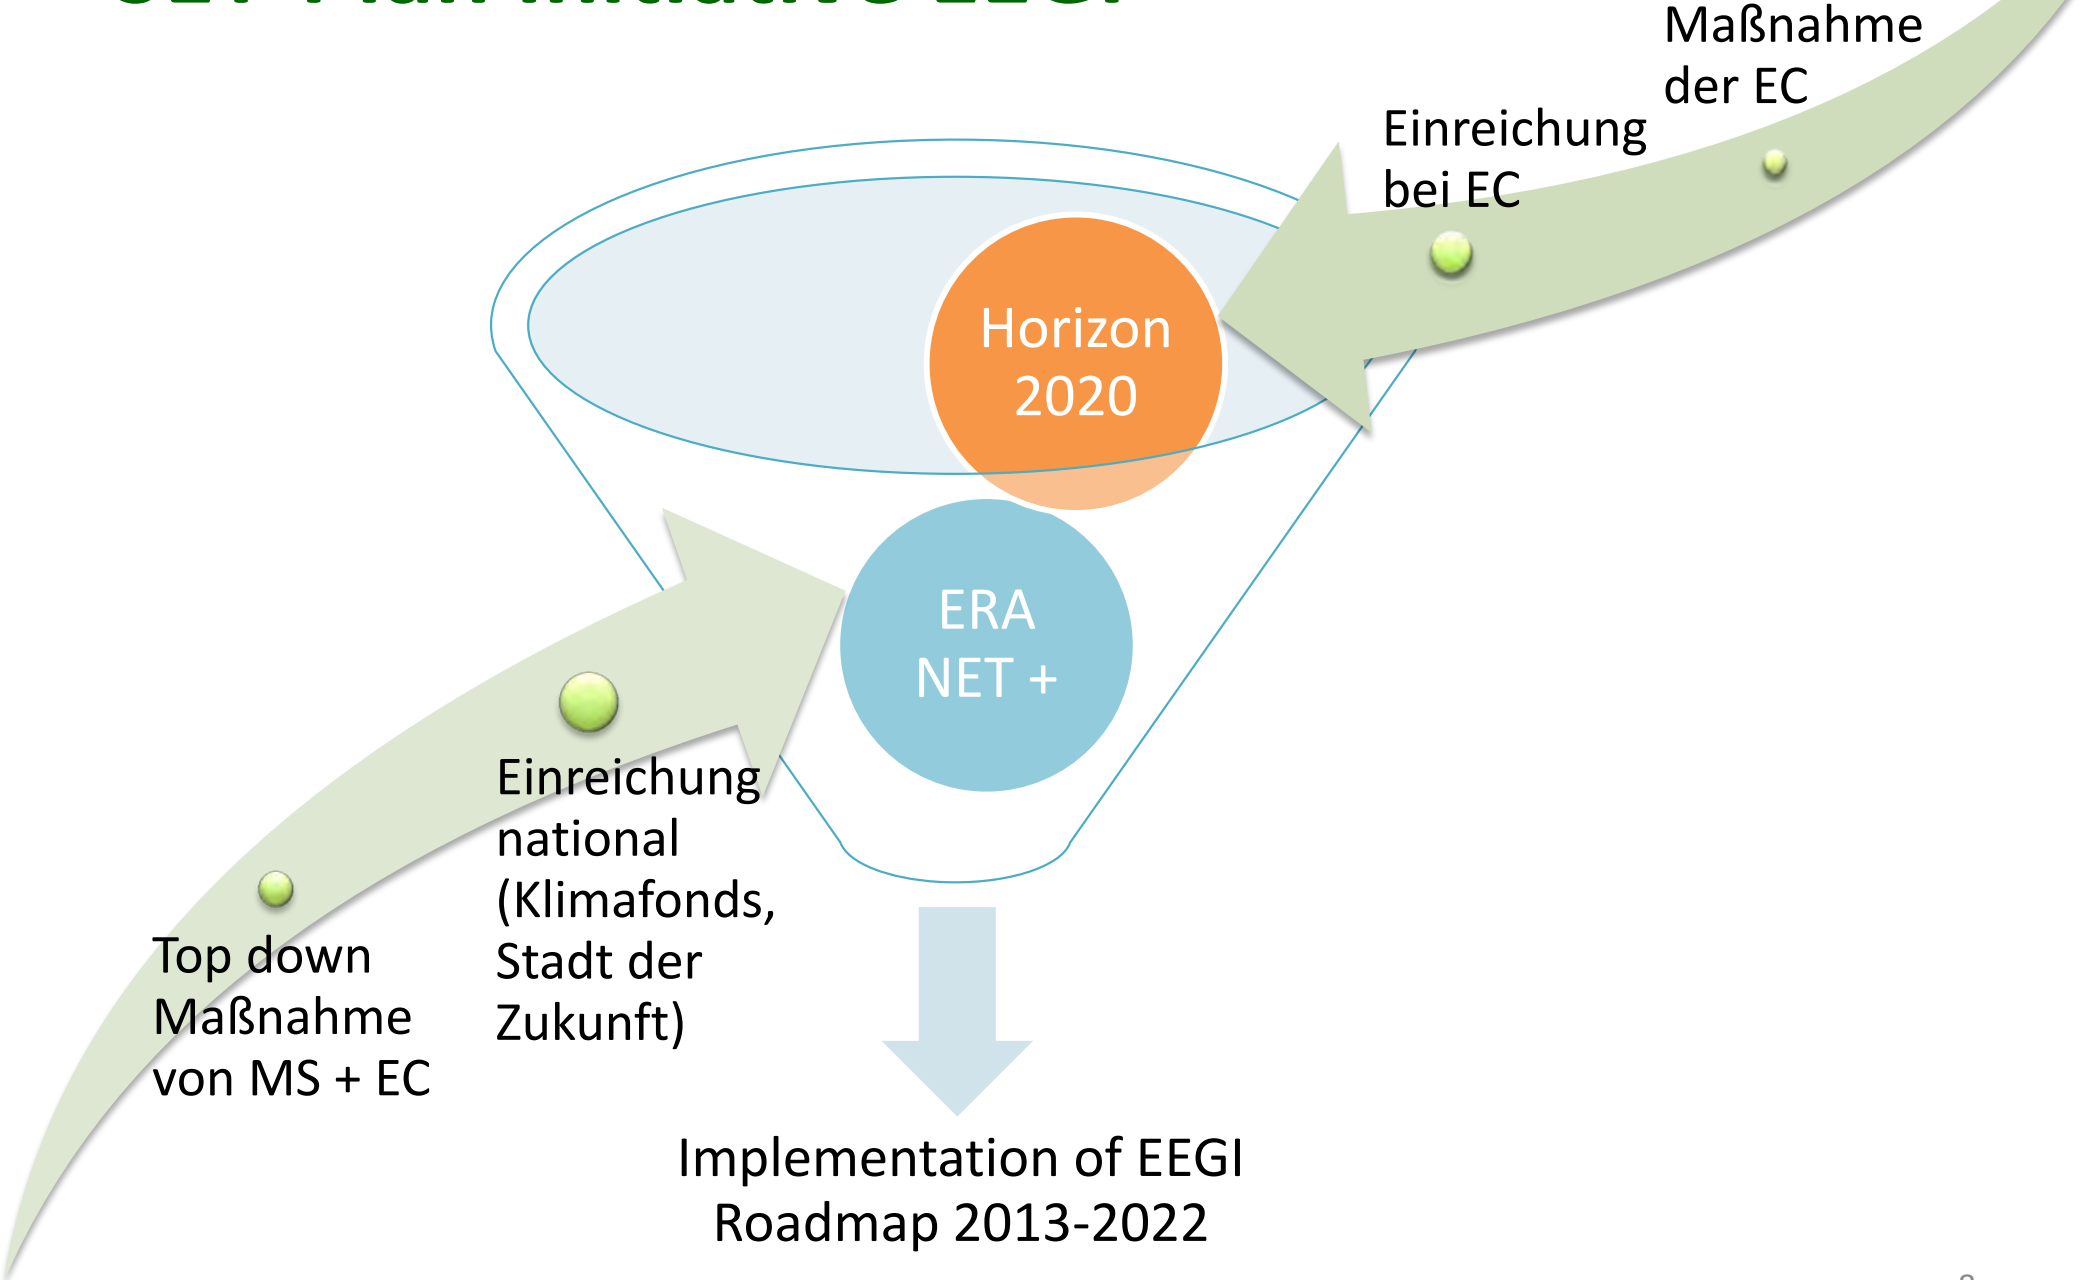 Maßnahme
der EC
Einreichung
bei EC
Horizon
2020
ERA
NET +
Einreichung
national
(Klimafonds,
Stadt der
Zukunft)
Top down
Maßnahme
von MS + EC
Implementation of EEGI
Roadmap 2013-2022